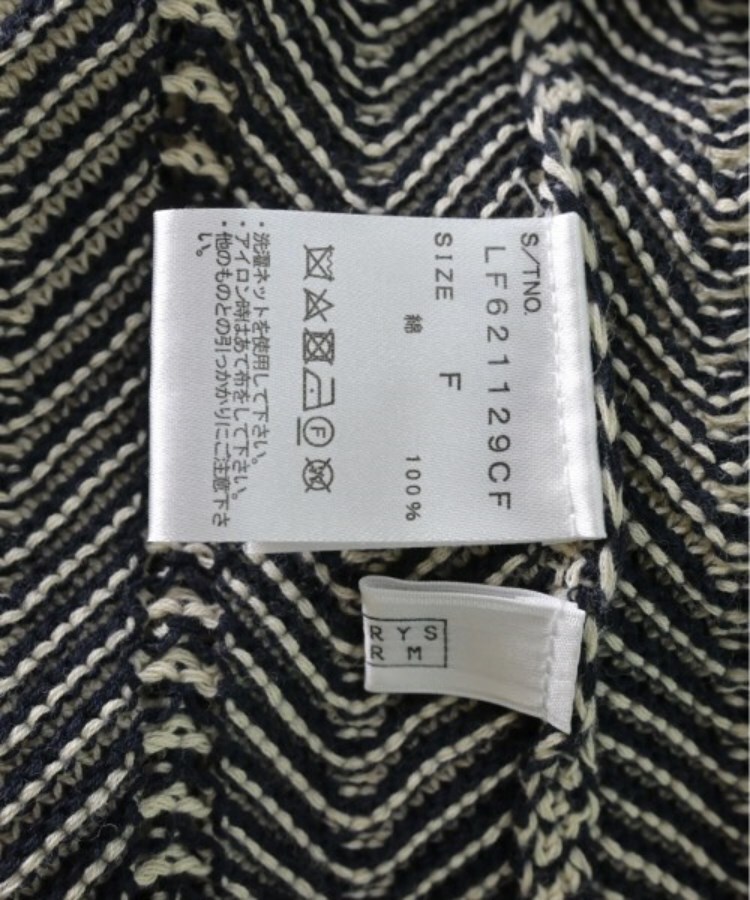 S/TNO.
LF621129CF
SIZE F
綿 100%
F
W
・洗濯ネットを使用して下さい。
・アイロン時はあて布をして下さい。
・他のものとの引っかかりにご注意下さ
い。
RYS
RM